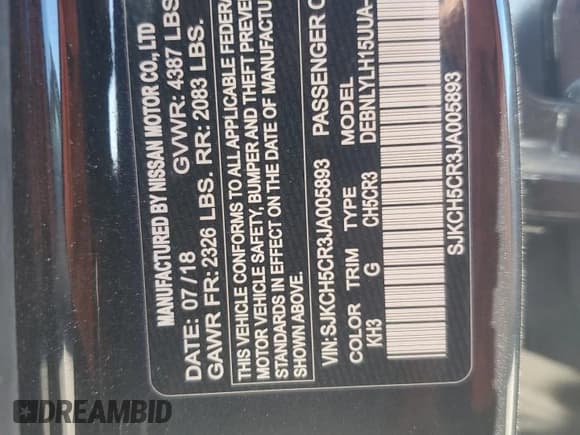 MANUFACTURED BY NISSAN MOTOR CO., LTD
DATE: 07/18 GVWR: 4387 LBS
GAWR FR: 2326 LBS. RR: 2083 LBS.
THIS VEHICLE CONFORMS TO ALL APPLICABLE FEDERA
MOTOR VEHICLE SAFETY, BUMPER AND THEFT PREVE
STANDARDS IN EFFECT ON THE DATE OF MANUFACTUR
SHOWN ABOVE.
VIN: SJKCH5CR3JA005893 PASSENGER C
COLOR TRIM TYPE MODEL
KH3 G CH5CR3 DEBNLYLH15UUA-
SJKCH5CR3JA005893
DREAMBID